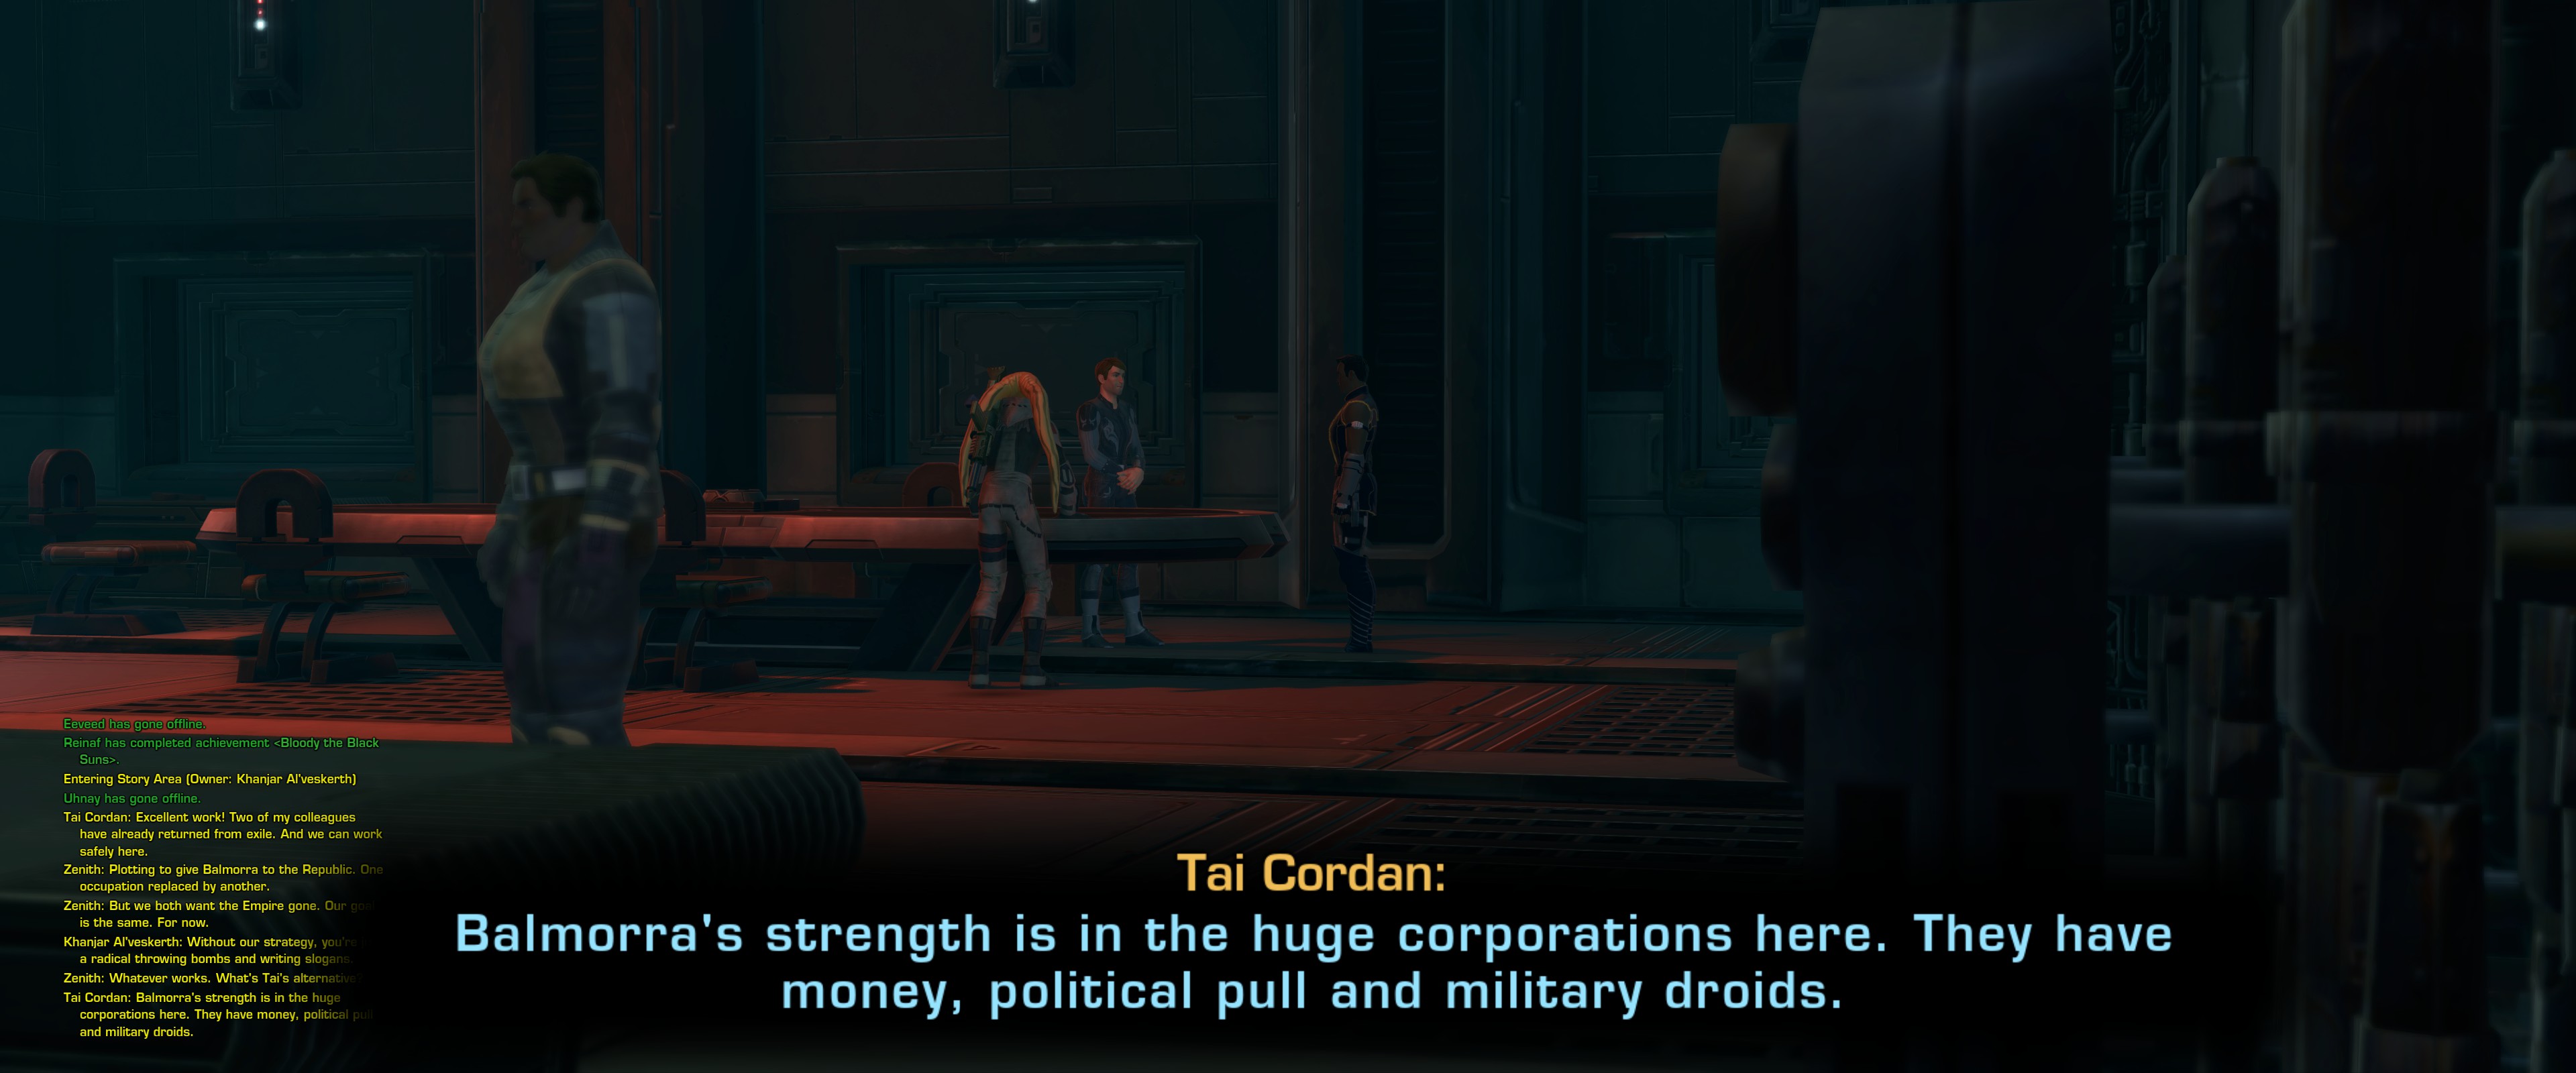 Eeveed has gone offline.
Reinaf has completed achievement <Bloody the Black
Suns>.
Entering Story Area (Owner: Khanjar Al'veskerth)
Uhnay has gone offline.
Tai Cordan: Excellent work! Two of my colleagues
have already returned from exile. And we can work
safely here.
Zenith: Plotting to give Balmorra to the Republic. One
occupation replaced by another.
Zenith: But we both want the Empire gone. Our goal
is the same. For now.
Khanjar Al'veskerth: Without our strategy, you're
a radical throwing bombs and writing slogans.
Zenith: Whatever works. What's Tai's alternative?
Tai Cordan: Balmorra's strength is in the huge
corporations here. They have money, political pull
and military droids.
Tai Cordan:
Balmorra's strength is in the huge corporations here. They have
money, political pull and military droids.